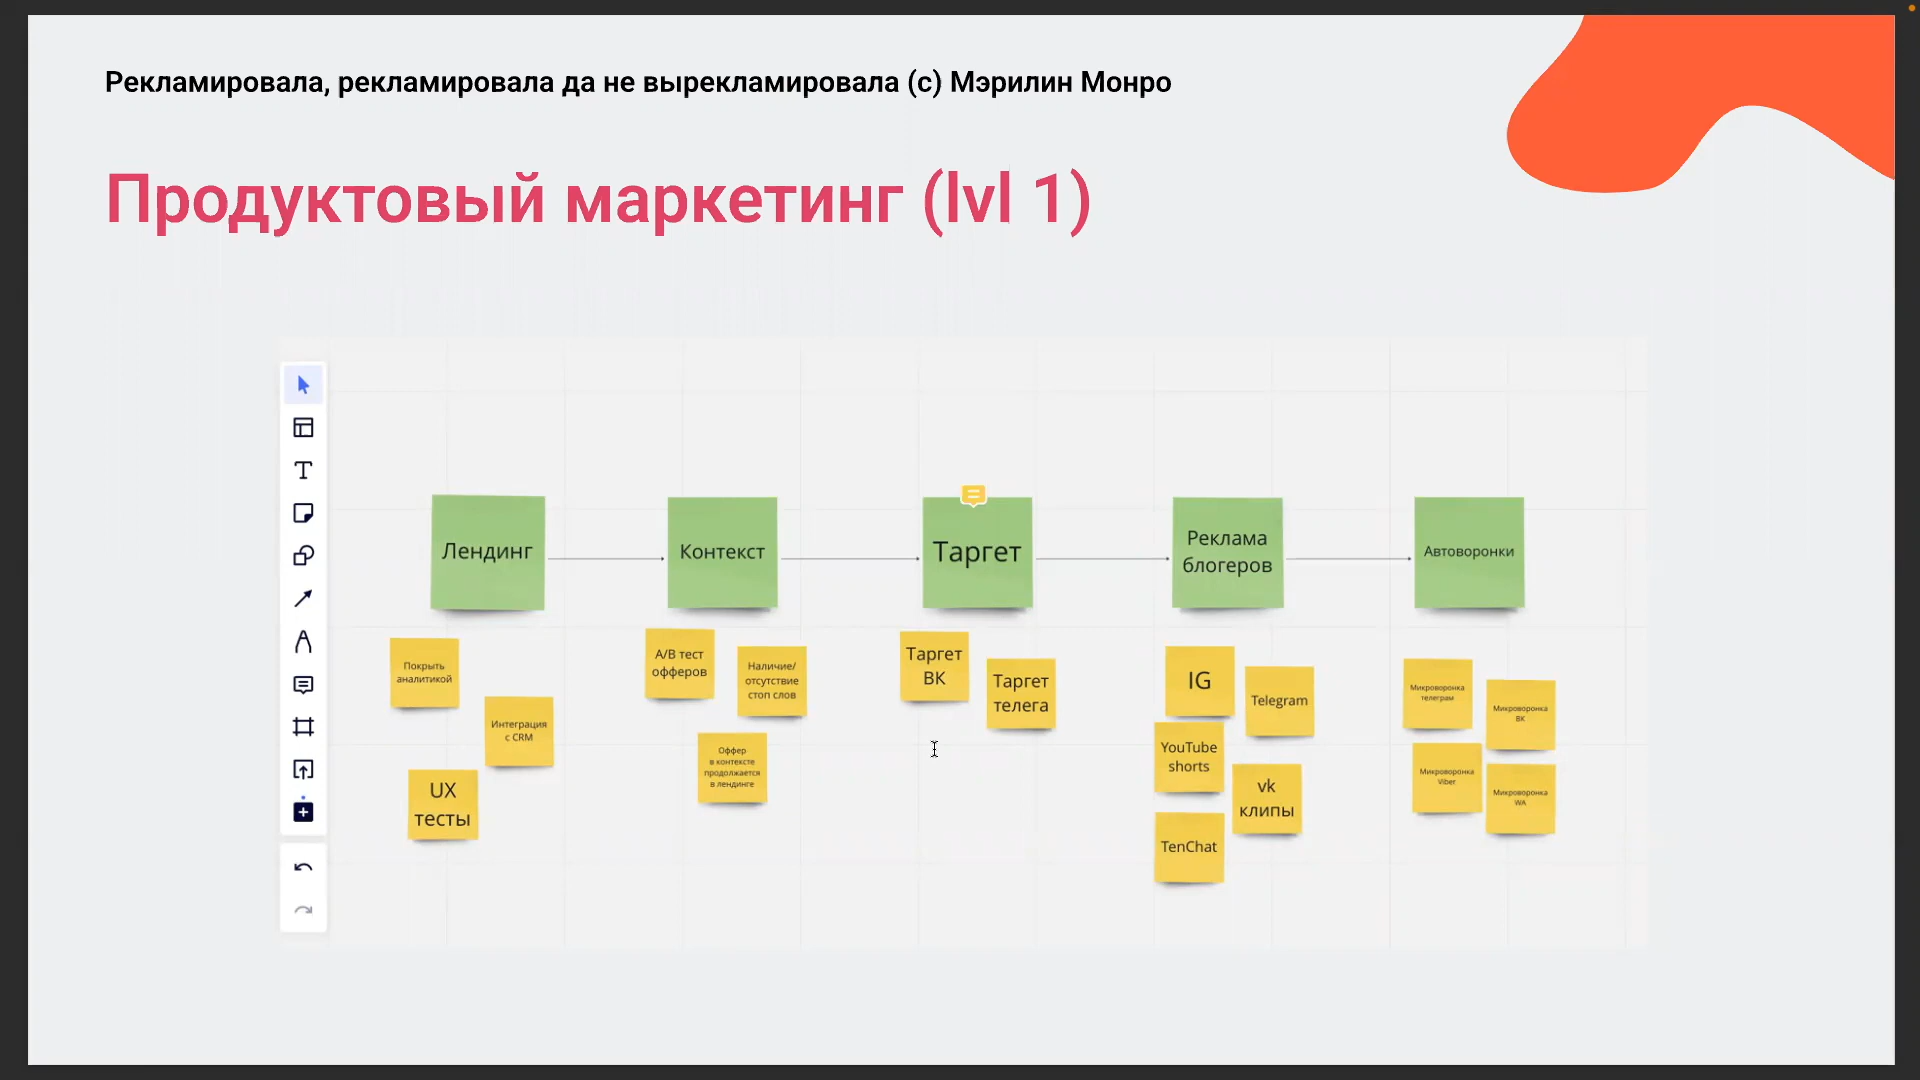 Рекламировала, рекламировала да не вырекламировала (с) Мэрилин Монро
Продуктовый маркетинг (lvl 1)
Лендинг
Контекст
Таргет
Реклама
блогеров
Автоворонки
Покрыть
аналитикой
Интеграция
с CRM
UX
тесты
A/B тест
офферов
Наличие/
отсутствие
стоп слов
Оффер
в контексте
продолжается
в лендинге
Таргет
ВК
Таргет
телега
IG
Telegram
YouTube
shorts
vk
клипы
TenChat
Микроворонка
телеграм
Микроворонка
ВК
Микроворонка
Viber
Микроворонка
WA